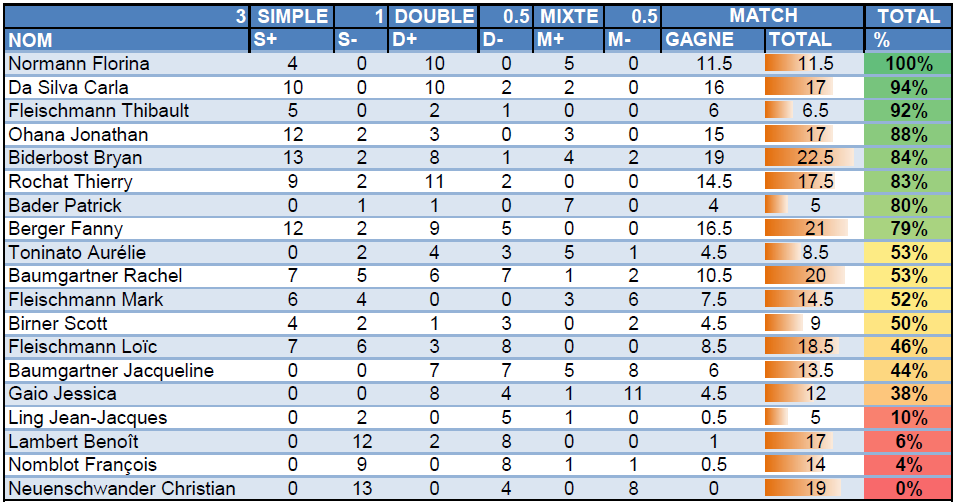 3 SIMPLE 1 DOUBLE 0.5 MIXTE 0.5 MATCH TOTAL
NOM S+ S- D+ D- M+ M- GAGNE TOTAL %
Normann Florina 4 0 10 0 5 0 11.5 11.5 100%
Da Silva Carla 10 0 10 2 2 0 16 17 94%
Fleischmann Thibault 5 0 2 1 0 0 6 6.5 92%
Ohana Jonathan 12 2 3 0 3 0 15 17 88%
Biderbost Bryan 13 2 8 1 4 2 19 22.5 84%
Rochat Thierry 9 2 11 2 0 0 14.5 17.5 83%
Bader Patrick 0 1 1 0 7 0 4 5 80%
Berger Fanny 12 2 9 5 0 0 16.5 21 79%
Toninato Aurélie 0 2 4 3 5 1 4.5 8.5 53%
Baumgartner Rachel 7 5 6 7 1 2 10.5 20 53%
Fleischmann Mark 6 4 0 0 3 6 7.5 14.5 52%
Birner Scott 4 2 1 3 0 2 4.5 9 50%
Fleischmann Loïc 7 6 3 8 0 0 8.5 18.5 46%
Baumgartner Jacqueline 0 0 7 7 5 8 6 13.5 44%
Gaio Jessica 0 0 8 4 1 11 4.5 12 38%
Ling Jean-Jacques 0 2 0 5 1 0 0.5 5 10%
Lambert Benoît 0 12 2 8 0 0 1 17 6%
Nomblot François 0 9 0 8 1 1 0.5 14 4%
Neuenschwander Christian 0 13 0 4 0 8 0 19 0%